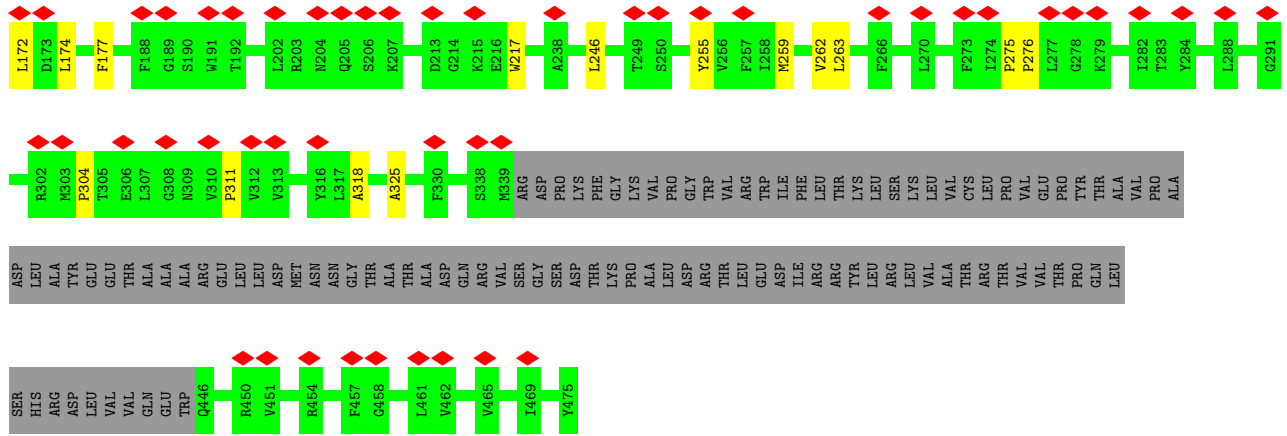 L172 D173 L174 F177 F188 G189 S190 W191 T192 L202 R203 N204 Q205 S206 K207 D213 G214 K215 E216 W217 A238 L246 T249 S250 Y255 V256 F257 I258 M259 V262 L263 F266 L270 F273 I274 P275 P276 L277 G278 K279 I282 T283 Y284 L288 G291
R302 M303 P304 T305 E306 L307 G308 N309 V310 P311 V312 V313 Y316 L317 A318 A325 F330 S338 M339 ARG ASP PRO LYS PHE GLY LYS VAL PRO GLY TRP VAL ARG TRP ILE PHE LEU THR LYS LEU SER LYS LEU VAL CYS LEU PRO VAL GLU PRO TYR THR ALA VAL PRO ALA
ASP LEU ALA TYR GLU GLU THR ALA ALA ALA ARG GLU LEU LEU ASP MET ASN ASN GLY THR ALA THR ALA ASP GLN ARG VAL SER GLY SER ASP THR LYS PRO ALA LEU ASP ARG THR LEU GLU ASP ILE ARG ARG TYR LEU ARG LEU VAL ALA THR ARG THR VAL VAL THR PRO GLN LEU
SER HIS ARG ASP LEU VAL VAL GLN GLU TRP Q446 R450 V451 R454 F457 G458 L461 V462 V465 I469 Y475